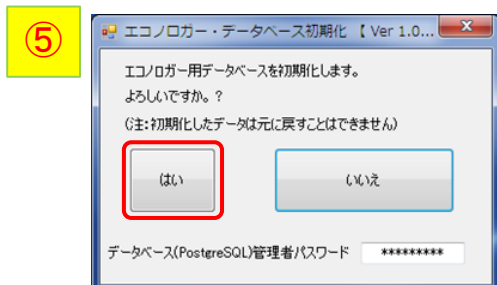 ⑤
エコノロガー・データベース初期化 【 Ver 1.0...
エコノロガー用データベースを初期化します。
よろしいですか。?
(注:初期化したデータは元に戻すことはできません)
はい
いいえ
データベース(PostgreSQL)管理者パスワード *********